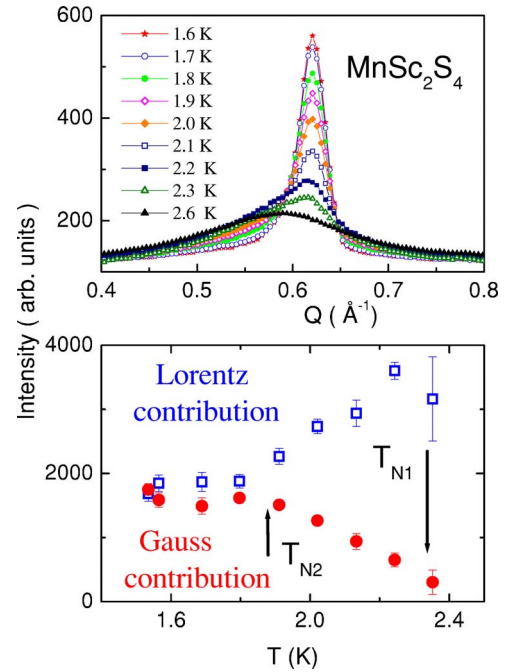 600
MnSc₂S₄
1.6 K
1.7 K
1.8 K
1.9 K
2.0 K
2.1 K
2.2 K
2.3 K
2.6 K
400
200
0.4 0.5 0.6 0.7 0.8
Q ( Å⁻¹)
Intensity ( arb. units )
4000
Lorentz
contribution
T N1
2000
Gauss
contribution
T N2
0
1.6 2.0 2.4
T (K)